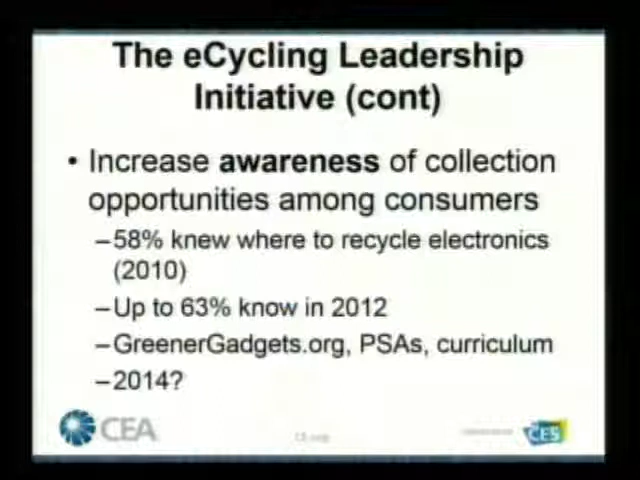 The eCycling Leadership
Initiative (cont)
• Increase awareness of collection
opportunities among consumers
–58% knew where to recycle electronics
(2010)
–Up to 63% know in 2012
–GreenerGadgets.org, PSAs, curriculum
–2014?
CEA
CES